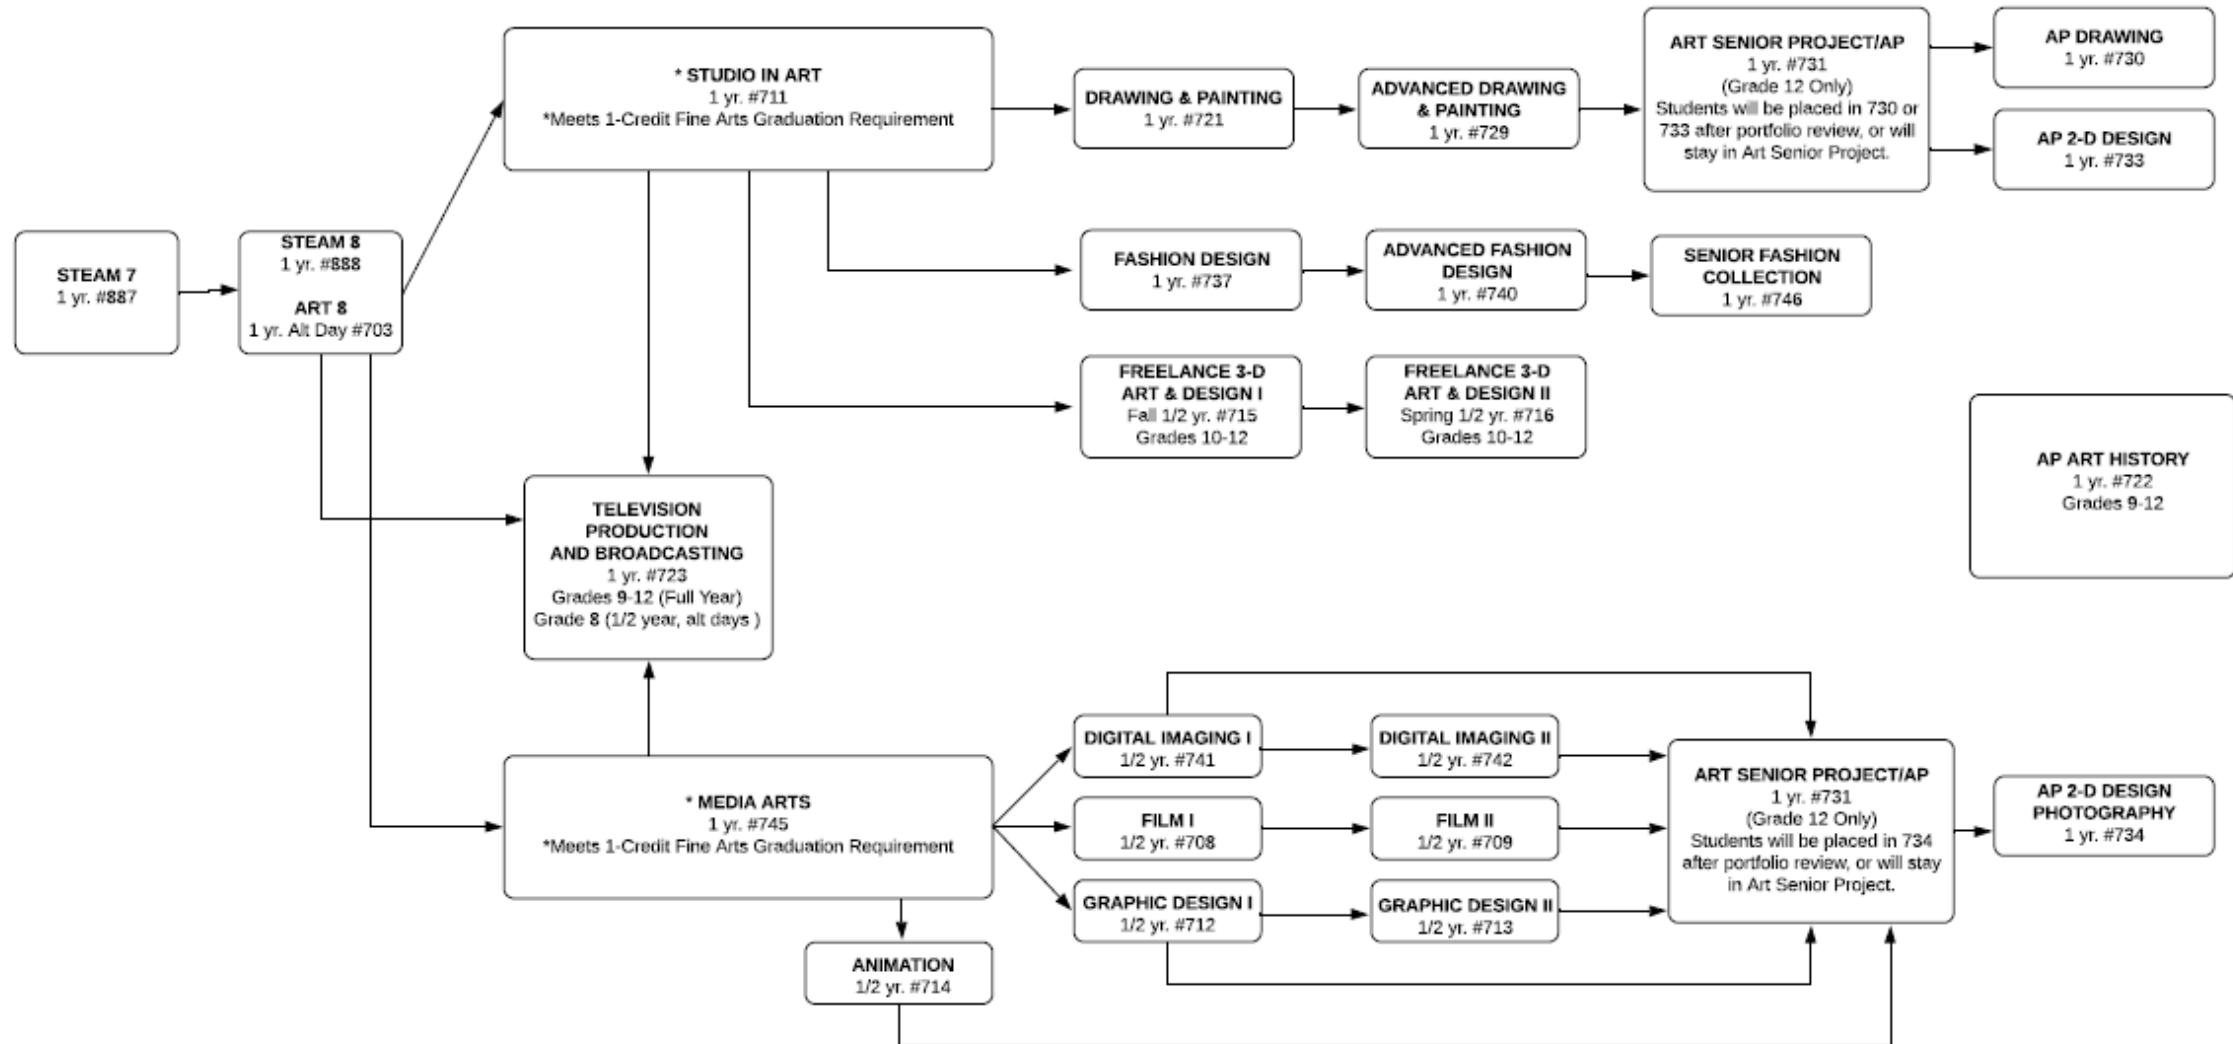 STEAM 7
1 yr. #887
STEAM 8
1 yr. #888
ART 8
1 yr. Alt Day #703
* STUDIO IN ART
1 yr. #711
*Meets 1-Credit Fine Arts Graduation Requirement
DRAWING & PAINTING
1 yr. #721
ADVANCED DRAWING
& PAINTING
1 yr. #729
ART SENIOR PROJECT/AP
1 yr. #731
(Grade 12 Only)
Students will be placed in 730 or
733 after portfolio review, or will
stay in Art Senior Project.
AP DRAWING
1 yr. #730
AP 2-D DESIGN
1 yr. #733
FASHION DESIGN
1 yr. #737
ADVANCED FASHION
DESIGN
1 yr. #740
SENIOR FASHION
COLLECTION
1 yr. #746
FREELANCE 3-D
ART & DESIGN I
Fall 1/2 yr. #715
Grades 10-12
FREELANCE 3-D
ART & DESIGN II
Spring 1/2 yr. #716
Grades 10-12
AP ART HISTORY
1 yr. #722
Grades 9-12
TELEVISION
PRODUCTION
AND BROADCASTING
1 yr. #723
Grades 9-12 (Full Year)
Grade 8 (1/2 year, alt days )
* MEDIA ARTS
1 yr. #745
*Meets 1-Credit Fine Arts Graduation Requirement
DIGITAL IMAGING I
1/2 yr. #741
DIGITAL IMAGING II
1/2 yr. #742
FILM I
1/2 yr. #708
FILM II
1/2 yr. #709
GRAPHIC DESIGN I
1/2 yr. #712
GRAPHIC DESIGN II
1/2 yr. #713
ART SENIOR PROJECT/AP
1 yr. #731
(Grade 12 Only)
Students will be placed in 734
after portfolio review, or will stay
in Art Senior Project.
AP 2-D DESIGN
PHOTOGRAPHY
1 yr. #734
ANIMATION
1/2 yr. #714